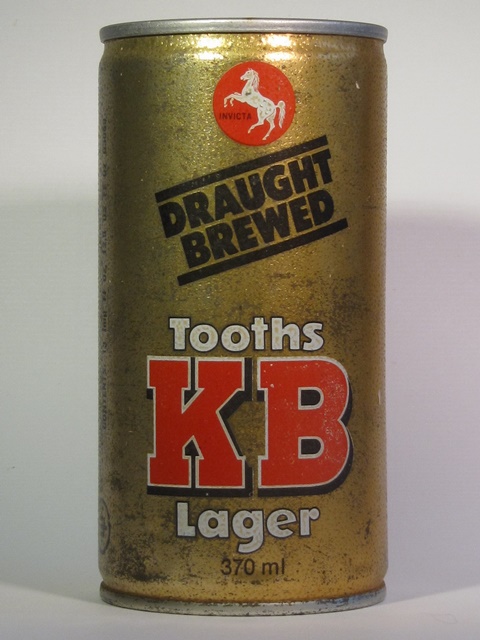 INVICTA
DRAUGHT
BREWED
Tooths
KB
Lager
370 ml